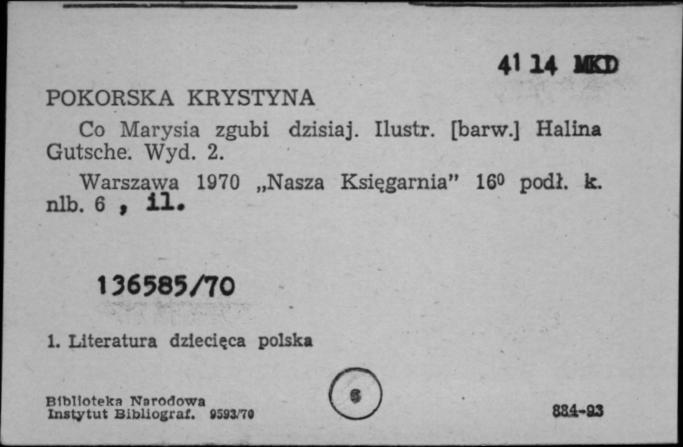 41 14 MKD
POKORSKA KRYSTYNA
Co Marysia zgubi dzisiaj. Ilustr. [barw.] Halina
Gutsche. Wyd. 2.
Warszawa 1970 „Nasza Księgarnia” 16⁰ podł. k.
nlb. 6 , il.
136585/70
1. Literatura dziecięca polska
6
Biblioteka Narodowa
Instytut Bibliograf. 9593/70
884-93